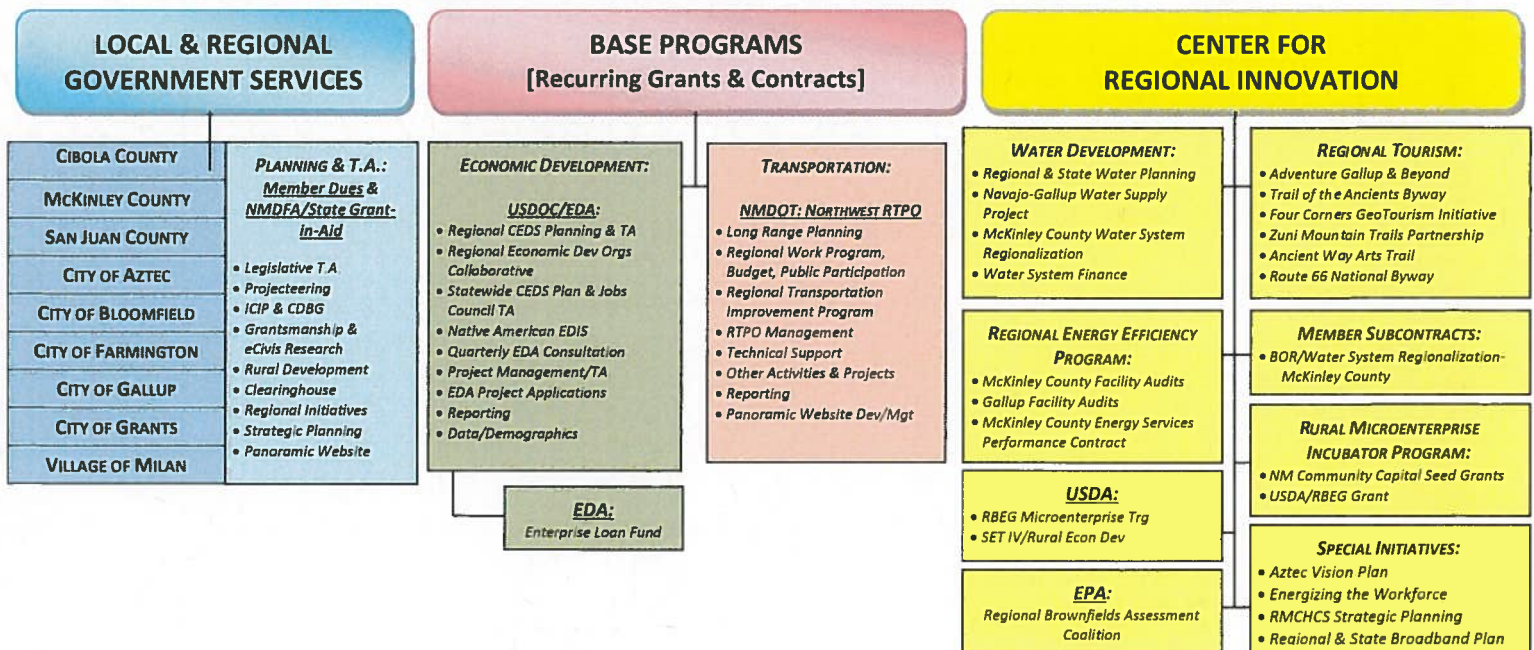 LOCAL & REGIONAL
GOVERNMENT SERVICES
CIBOLA COUNTY
MCKINLEY COUNTY
SAN JUAN COUNTY
CITY OF AZTEC
CITY OF BLOOMFIELD
CITY OF FARMINGTON
CITY OF GALLUP
CITY OF GRANTS
VILLAGE OF MILAN
PLANNING & T.A.:
Member Dues &
NMDFA/State Grant-
in-Aid
• Legislative T.A
• Projecteering
• ICIP & CDBG
• Grantsmanship &
eCivis Research
• Rural Development
• Clearinghouse
• Regional Initiatives
• Strategic Planning
• Panoramic Website
BASE PROGRAMS
[Recurring Grants & Contracts]
ECONOMIC DEVELOPMENT:
USDOC/EDA:
• Regional CEDS Planning & TA
• Regional Economic Dev Orgs
Collaborative
• Statewide CEDS Plan & Jobs
Council TA
• Native American EDIS
• Quarterly EDA Consultation
• Project Management/TA
• EDA Project Applications
• Reporting
• Data/Demographics
EDA:
Enterprise Loan Fund
TRANSPORTATION:
NMDOT: NORTHWEST RTPO
• Long Range Planning
• Regional Work Program,
Budget, Public Participation
• Regional Transportation
Improvement Program
• RTPO Management
• Technical Support
• Other Activities & Projects
• Reporting
• Panoramic Website Dev/Mgt
CENTER FOR
REGIONAL INNOVATION
WATER DEVELOPMENT:
• Regional & State Water Planning
• Navajo-Gallup Water Supply
Project
• McKinley County Water System
Regionalization
• Water System Finance
REGIONAL ENERGY EFFICIENCY
PROGRAM:
• McKinley County Facility Audits
• Gallup Facility Audits
• McKinley County Energy Services
Performance Contract
USDA:
• RBEG Microenterprise Trg
• SET IV/Rural Econ Dev
EPA:
Regional Brownfields Assessment
Coalition
REGIONAL TOURISM:
• Adventure Gallup & Beyond
• Trail of the Ancients Byway
• Four Corners GeoTourism Initiative
• Zuni Mountain Trails Partnership
• Ancient Way Arts Trail
• Route 66 National Byway
MEMBER SUBCONTRACTS:
• BOR/Water System Regionalization-
McKinley County
RURAL MICROENTERPRISE
INCUBATOR PROGRAM:
• NM Community Capital Seed Grants
• USDA/RBEG Grant
SPECIAL INITIATIVES:
• Aztec Vision Plan
• Energizing the Workforce
• RMCHCS Strategic Planning
• Regional & State Broadband Plan